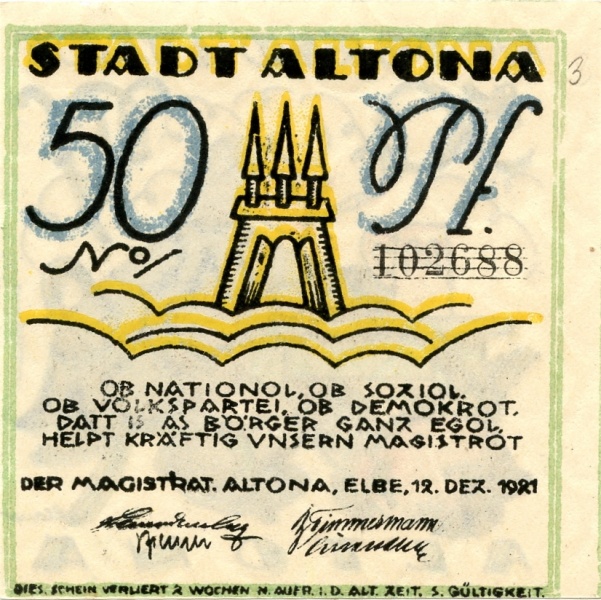 STADT ALTONA
50 Pf.
3
No/ 102688
OB NATIONOL, OB SOZIOL.
OB VOLKSPARTEI, OB DEMOKROT.
DATT IS AS BÖRGER GANZ EGOL,
HELPT KRÄFTIG VNSERN MAGISTROT
DER MAGISTRAT. ALTONA, ELBE, 12. DEZ. 1921
DIES. SCHEIN VERLIERT 2 WOCHEN N. AUFR. I. D. ALT. ZEIT. S. GÜLTIGKEIT.